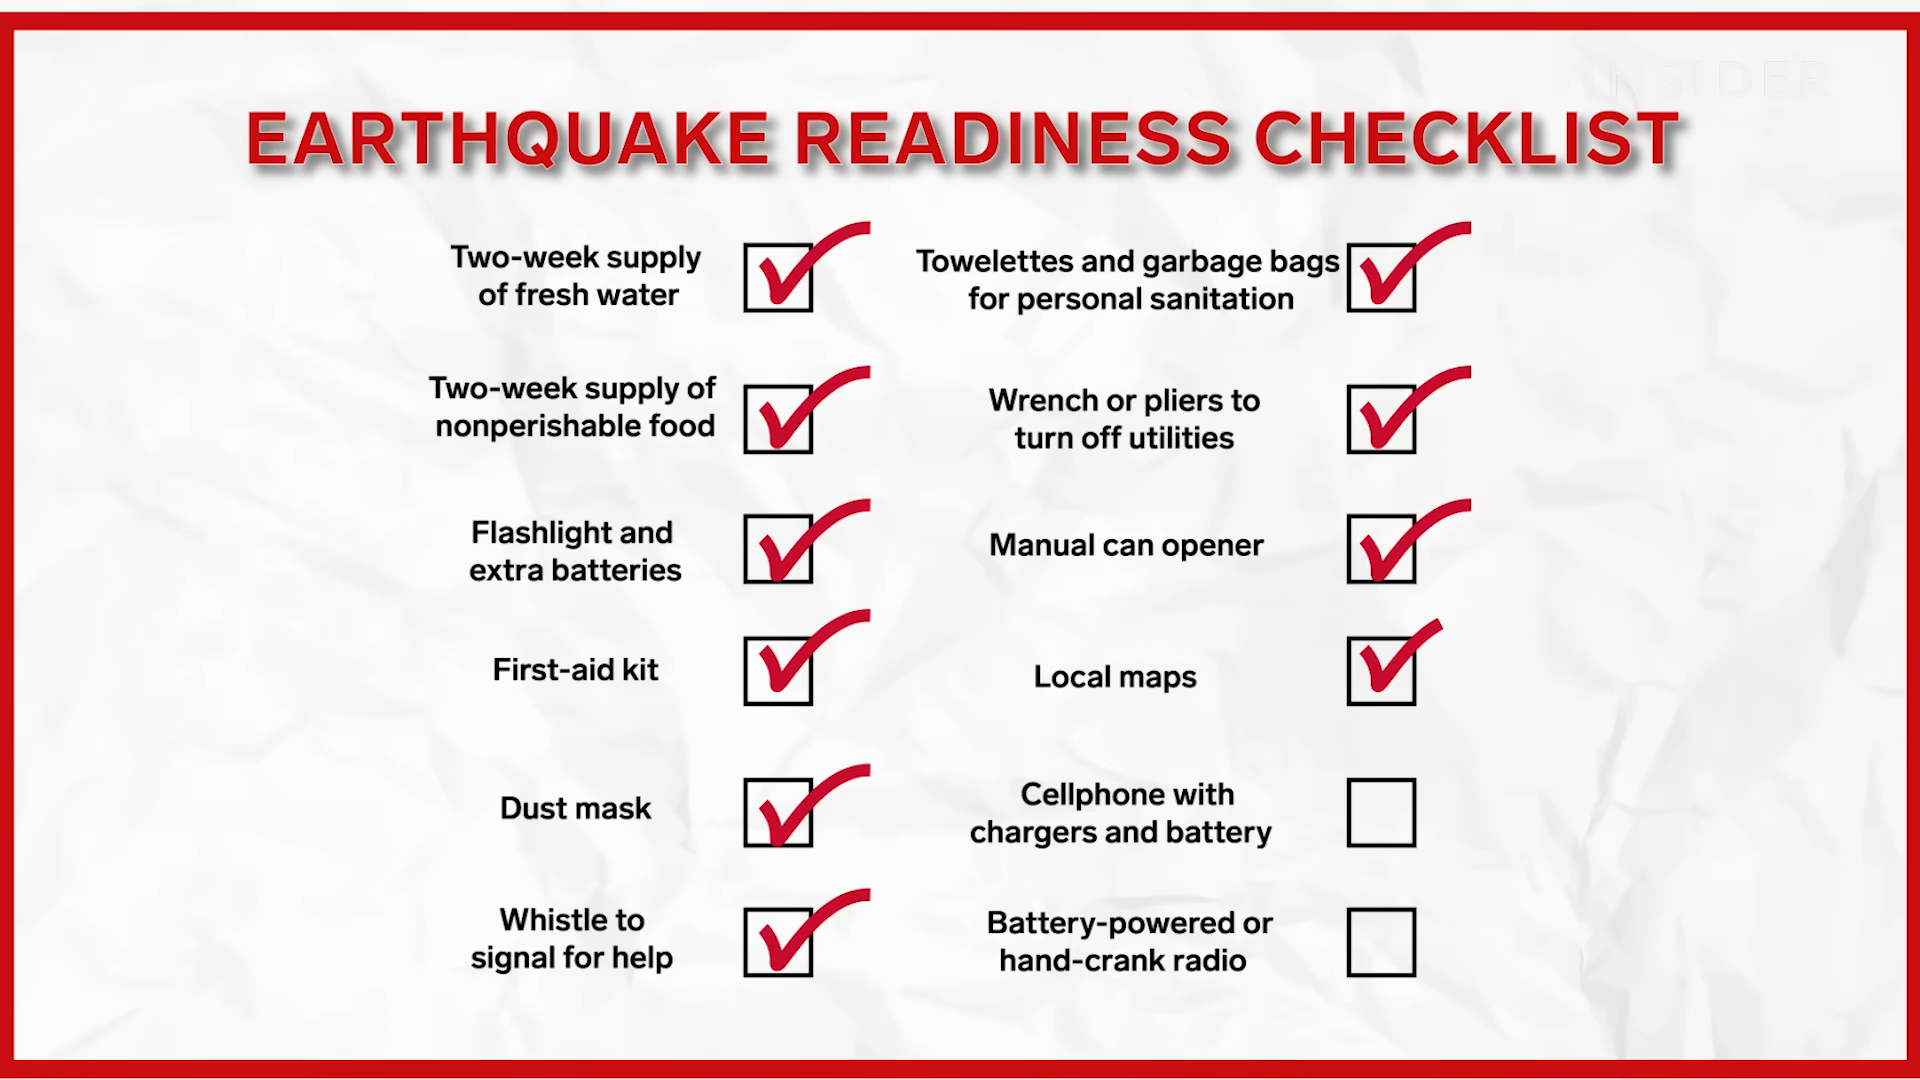 INSIDER
EARTHQUAKE READINESS CHECKLIST
Two-week supply
of fresh water
Two-week supply of
nonperishable food
Flashlight and
extra batteries
First-aid kit
Dust mask
Whistle to
signal for help
Towelettes and garbage bags
for personal sanitation
Wrench or pliers to
turn off utilities
Manual can opener
Local maps
Cellphone with
chargers and battery
Battery-powered or
hand-crank radio